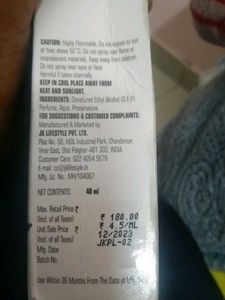 CAUTION: Highly Flammable. Do not expose to sun
or heat above 50°C. Do not spray near flame or
incandescent materials. Keep away from children.
Do not spray near eyes or face.
Harmful if taken internally.
KEEP IN COOL PLACE AWAY FROM
HEAT AND SUNLIGHT.
Ingredients: Denatured Ethyl Alcohol (D.E.P)
Perfume, Aqua, Preservative.
FOR SUGGESTIONS & CUSTOMER COMPLAINTS:
Manufactured & Marketed by
JK LIFESTYLE PVT. LTD.
Plot No. 50, HDIL Industrial Park, Chandansar,
Virar East, Dist. Palghar-401 303. INDIA
Customer Care: 022 4264 5578
E-mail: cc@jklifestyle.in
Mfg. Lic. No.: MH/104067
NET CONTENTS: 40 ml
Max. Retail Price: ₹ 180.00
(Incl. of all Taxes)
Unit Sale Price : ₹ 4.5/ML
(Incl. of all Taxes) 12/2023
Mfg. Date JKPL-02
Batch No.
Use Within 36 Months From The Date of Mfg.